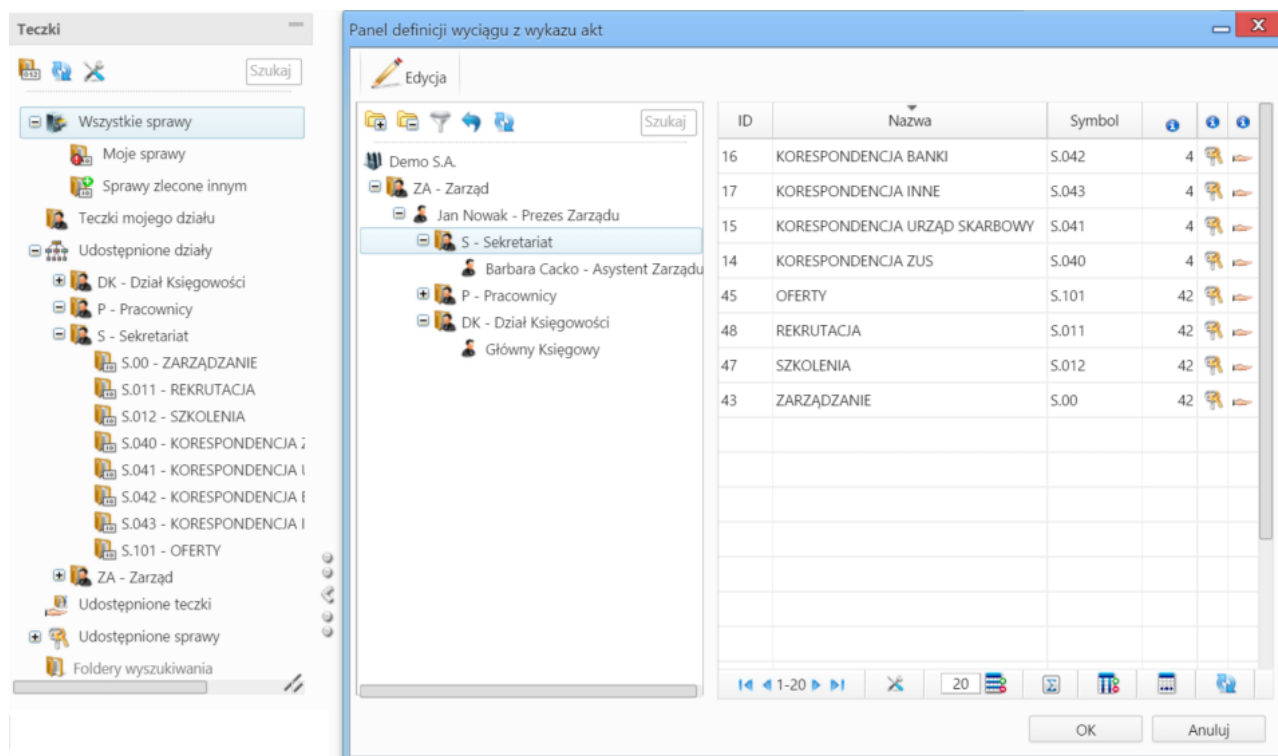 Teczki
Szukaj
Wszystkie sprawy
Moje sprawy
Sprawy zlecone innym
Teczki mojego działu
Udostępnione działy
DK - Dział Księgowości
P - Pracownicy
S - Sekretariat
S.00 - ZARZĄDZANIE
S.011 - REKRUTACJA
S.012 - SZKOLENIA
S.040 - KORESPONDENCJA
S.041 - KORESPONDENCJA
S.042 - KORESPONDENCJA
S.043 - KORESPONDENCJA
S.101 - OFERTY
ZA - Zarząd
Udostępnione teczki
Udostępnione sprawy
Foldery wyszukiwania
Panel definicji wyciągu z wykazu akt
Edycja
Szukaj
Demo S.A.
ZA - Zarząd
Jan Nowak - Prezes Zarządu
S - Sekretariat
Barbara Cacko - Asystent Zarządu
P - Pracownicy
DK - Dział Księgowości
Główny Księgowy
ID Nazwa Symbol
16 KORESPONDENCJA BANKI S.042 4
17 KORESPONDENCJA INNE S.043 4
15 KORESPONDENCJA URZĄD SKARBOWY S.041 4
14 KORESPONDENCJA ZUS S.040 4
45 OFERTY S.101 42
48 REKRUTACJA S.011 42
47 SZKOLENIA S.012 42
43 ZARZĄDZANIE S.00 42
1-20 20
OK Anuluj